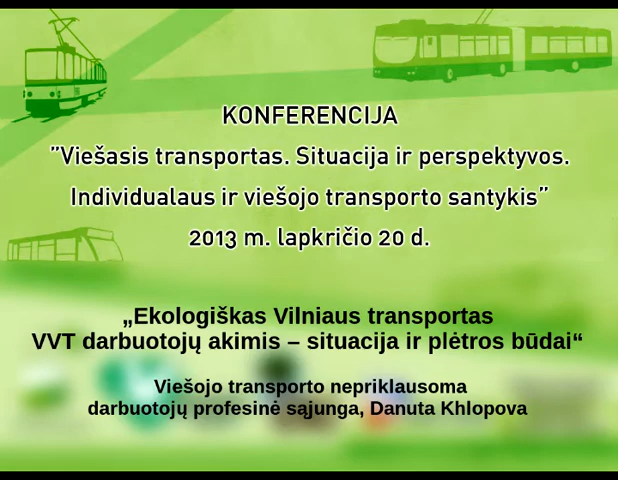 KONFERENCIJA
”Viešasis transportas. Situacija ir perspektyvos.
Individualaus ir viešojo transporto santykis”
2013 m. lapkričio 20 d.
„Ekologiškas Vilniaus transportas
VVT darbuotojų akimis – situacija ir plėtros būdai“
Viešojo transporto nepriklausoma
darbuotojų profesinė sąjunga, Danuta Khlopova